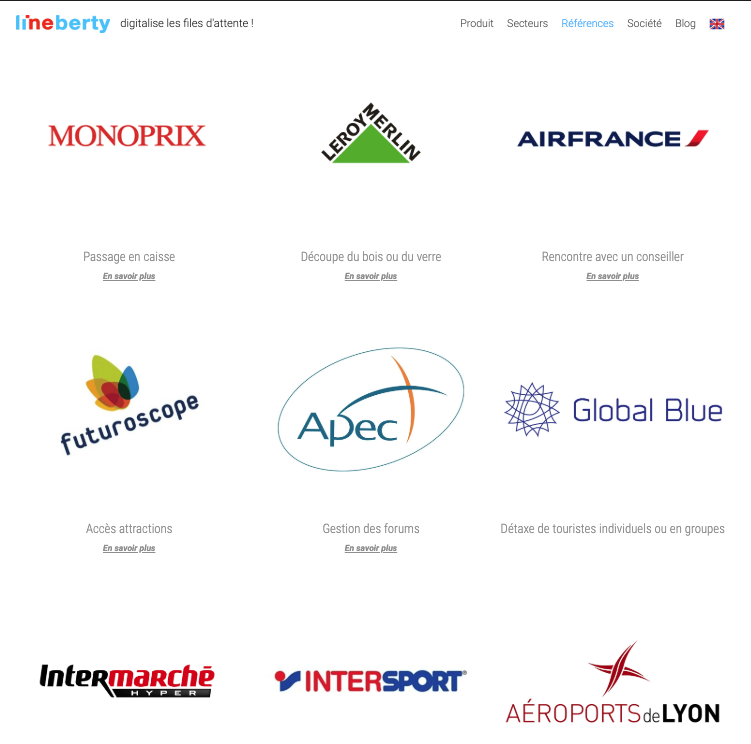 lineberty digitalise les files d'attente ! Produit Secteurs Références Société Blog
MONOPRIX
LEROY MERLIN
AIRFRANCE
Passage en caisse
Découpe du bois ou du verre
Rencontre avec un conseiller
En savoir plus
En savoir plus
En savoir plus
futuroscope
Apec
Global Blue
Accès attractions
Gestion des forums
Détaxe de touristes individuels ou en groupes
En savoir plus
En savoir plus
Intermarché
HYPER
INTERSPORT®
AÉROPORTS de LYON